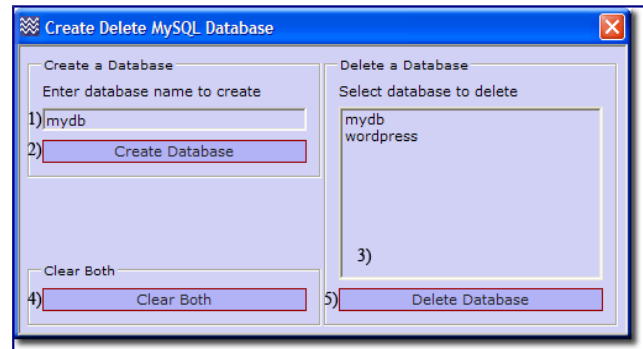 Create Delete MySQL Database
Create a Database
Enter database name to create
1) mydb
2) Create Database
Clear Both
4) Clear Both
Delete a Database
Select database to delete
mydb
wordpress
3)
5) Delete Database